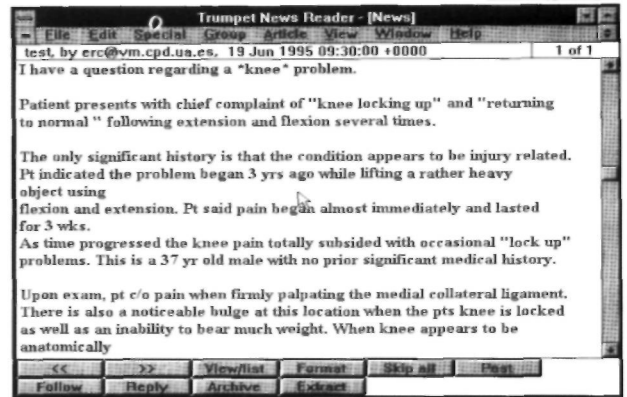 Trumpet News Reader - [News]
File Edit Special Group Article View Window Help
test, by erc@vm.cpd.ua.es, 19 Jun 1995 09:30:00 +0000 1 of 1
I have a question regarding a *knee* problem.
Patient presents with chief complaint of "knee locking up" and "returning
to normal " following extension and flexion several times.
The only significant history is that the condition appears to be injury related.
Pt indicated the problem began 3 yrs ago while lifting a rather heavy
object using
flexion and extension. Pt said pain began almost immediately and lasted
for 3 wks.
As time progressed the knee pain totally subsided with occasional "lock up"
problems. This is a 37 yr old male with no prior significant medical history.
Upon exam, pt c/o pain when firmly palpating the medial collateral ligament.
There is also a noticeable bulge at this location when the pts knee is locked
as well as an inability to bear much weight. When knee appears to be
anatomically
<< >> View/list Format Skip all Post
Follow Reply Archive Extract